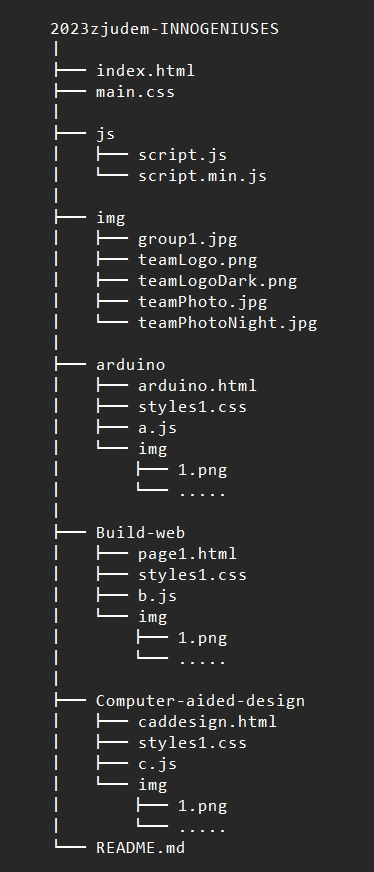 2023zjudem-INNOGENIUSES
│
├── index.html
├── main.css
│
├── js
│   ├── script.js
│   └── script.min.js
│
├── img
│   ├── group1.jpg
│   ├── teamLogo.png
│   ├── teamLogoDark.png
│   ├── teamPhoto.jpg
│   └── teamPhotoNight.jpg
│
├── arduino
│   ├── arduino.html
│   ├── styles1.css
│   ├── a.js
│   └── img
│       ├── 1.png
│       └── .....
│
├── Build-web
│   ├── page1.html
│   ├── styles1.css
│   ├── b.js
│   └── img
│       ├── 1.png
│       └── .....
│
├── Computer-aided-design
│   ├── caddesign.html
│   ├── styles1.css
│   ├── c.js
│   └── img
│       ├── 1.png
│       └── .....
└── README.md